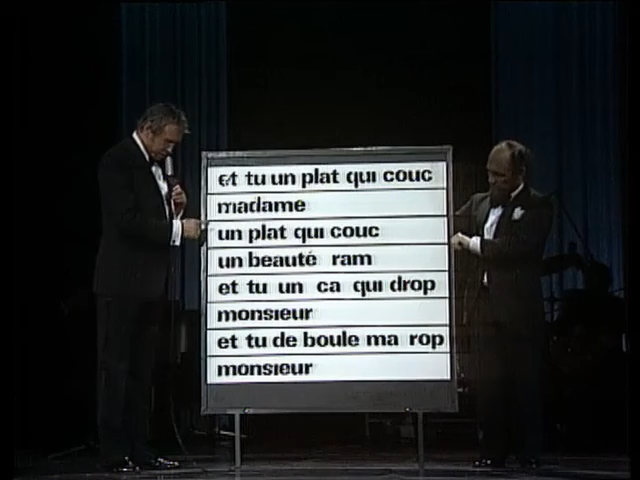 et tu un plat qui couc
madame
un plat qui couc
un beauté ram
et tu un ca qui drop
monsieur
et tu de boule ma rop
monsieur